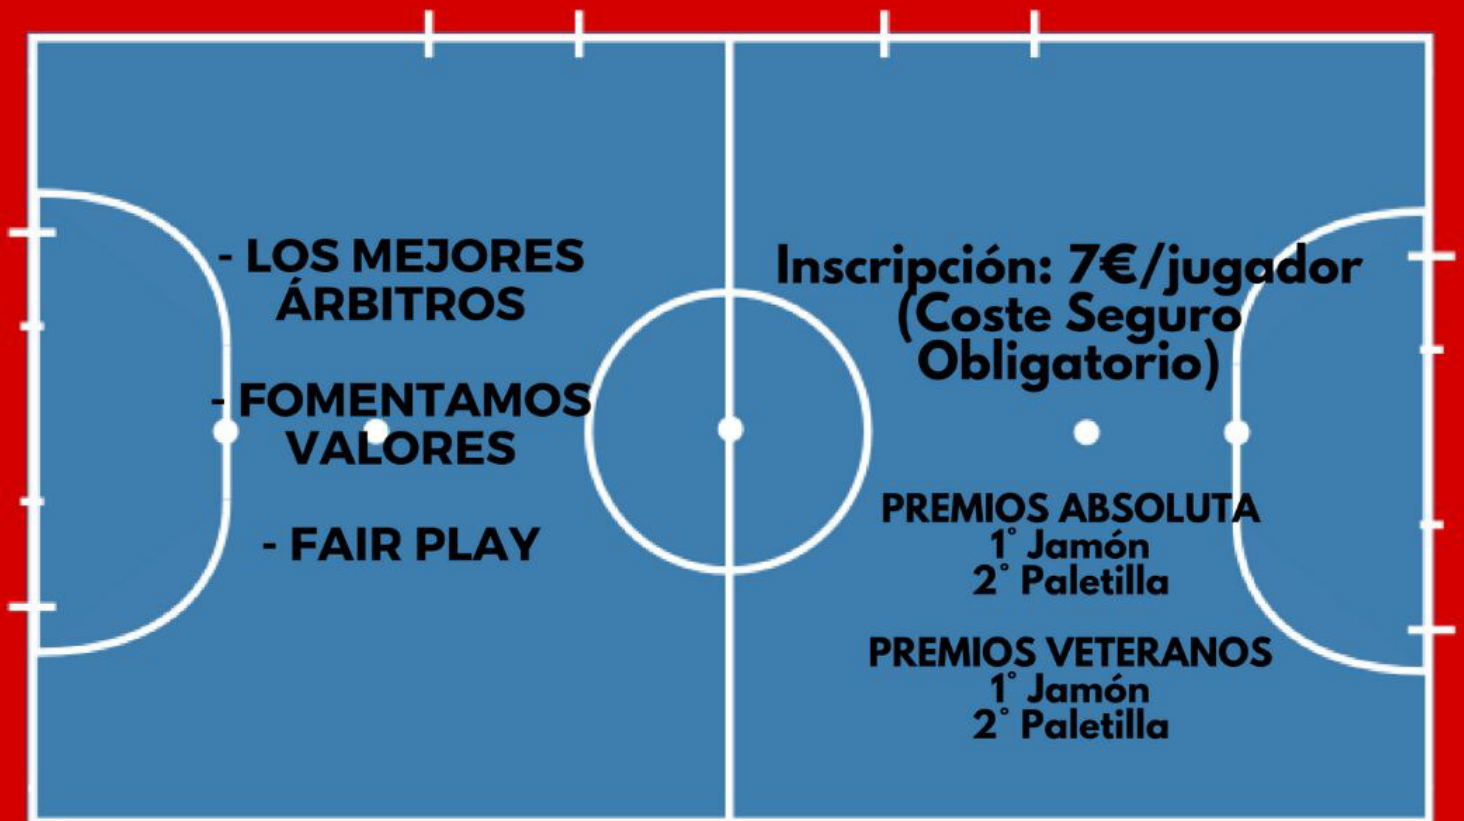 - LOS MEJORES
ÁRBITROS
- FOMENTAMOS
VALORES
- FAIR PLAY
Inscripción: 7€/jugador
(Coste Seguro
Obligatorio)
PREMIOS ABSOLUTA
1° Jamón
2° Paletilla
PREMIOS VETERANOS
1° Jamón
2° Paletilla